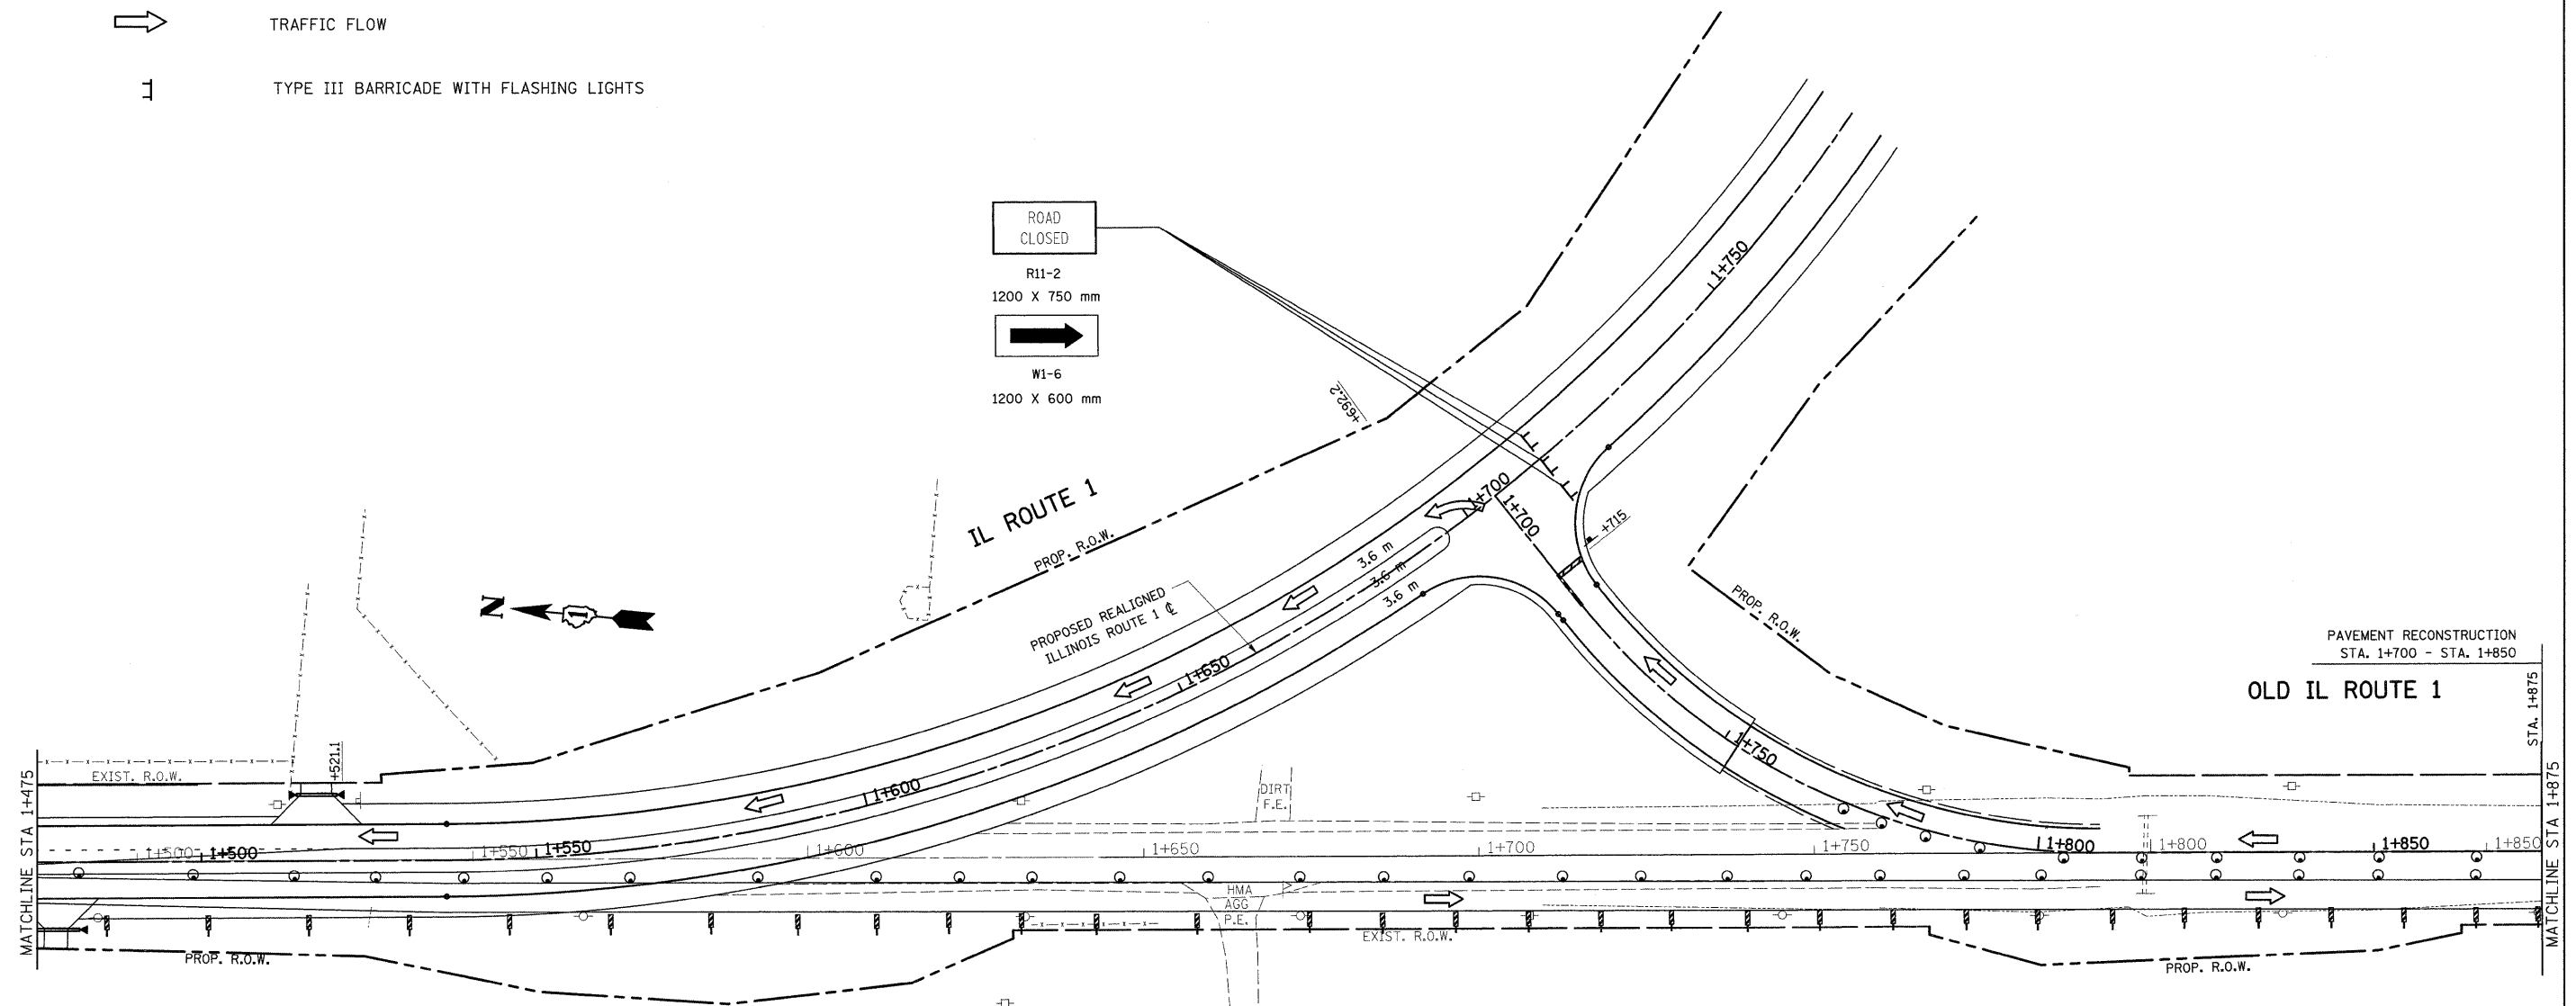 TRAFFIC FLOW
TYPE III BARRICADE WITH FLASHING LIGHTS
ROAD
CLOSED
R11-2
1200 X 750 mm
W1-6
1200 X 600 mm
1+750
+692.2
IL ROUTE 1
PROP. R.O.W.
1+700
1+700
+715
3.6 m
3.6 m
3.6 m
N
1
PROPOSED REALIGNED
ILLINOIS ROUTE 1 ℄
PROP. R.O.W.
PAVEMENT RECONSTRUCTION
STA. 1+700 - STA. 1+850
OLD IL ROUTE 1
STA. 1+875
1+650
1+750
+521.1
EXIST. R.O.W.
MATCHLINE STA 1+475
1+600
DIRT
F.E.
1+500
1+500
1+550
1+550
1+600
1+650
1+700
1+750
1+800
1+800
1+850
1+850
MATCHLINE STA 1+875
HMA
AGG
P.E.
EXIST. R.O.W.
PROP. R.O.W.
PROP. R.O.W.